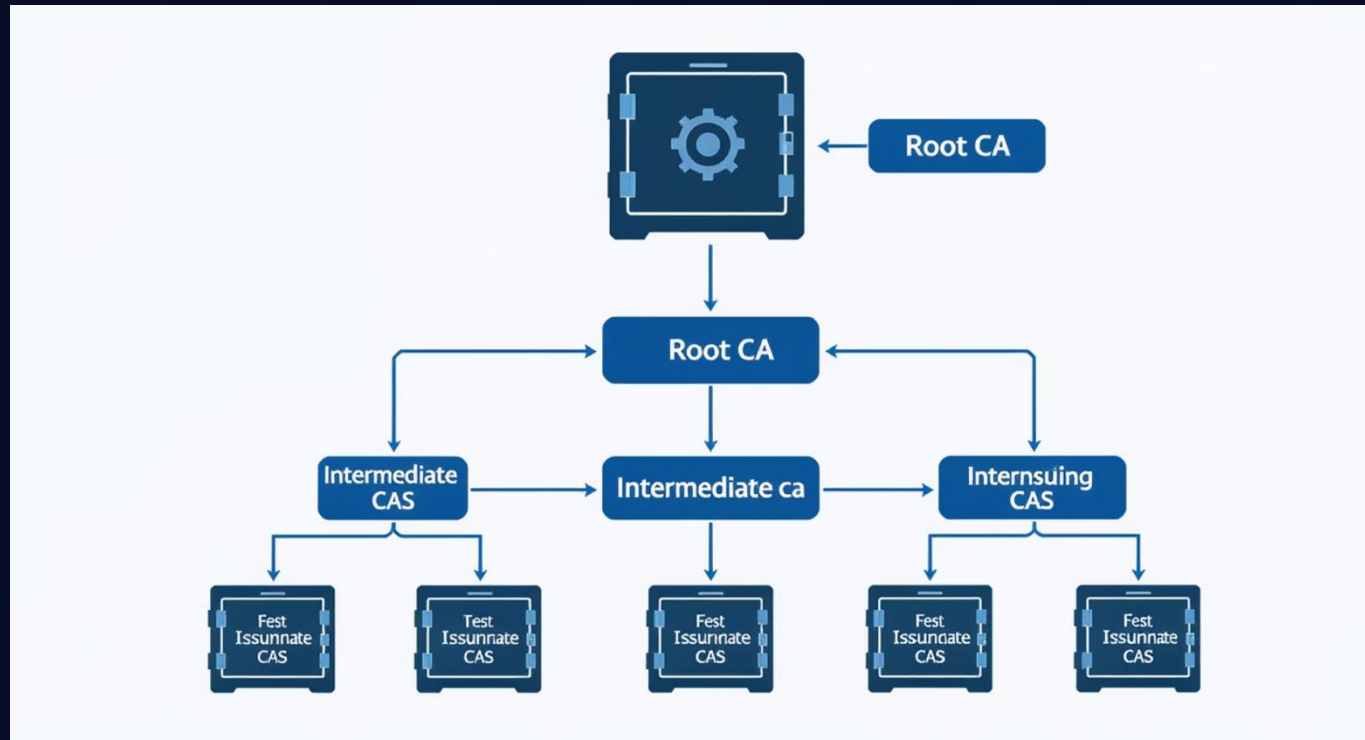 Root CA
Root CA
Intermediate
CAS
Intermediate ca
Internsuing
CAS
Fest
Issunnate
CAS
Test
Issunnate
CAS
Fest
Issunnate
CAS
Fest
Issunnate
CAS
Fest
Issunnate
CAS